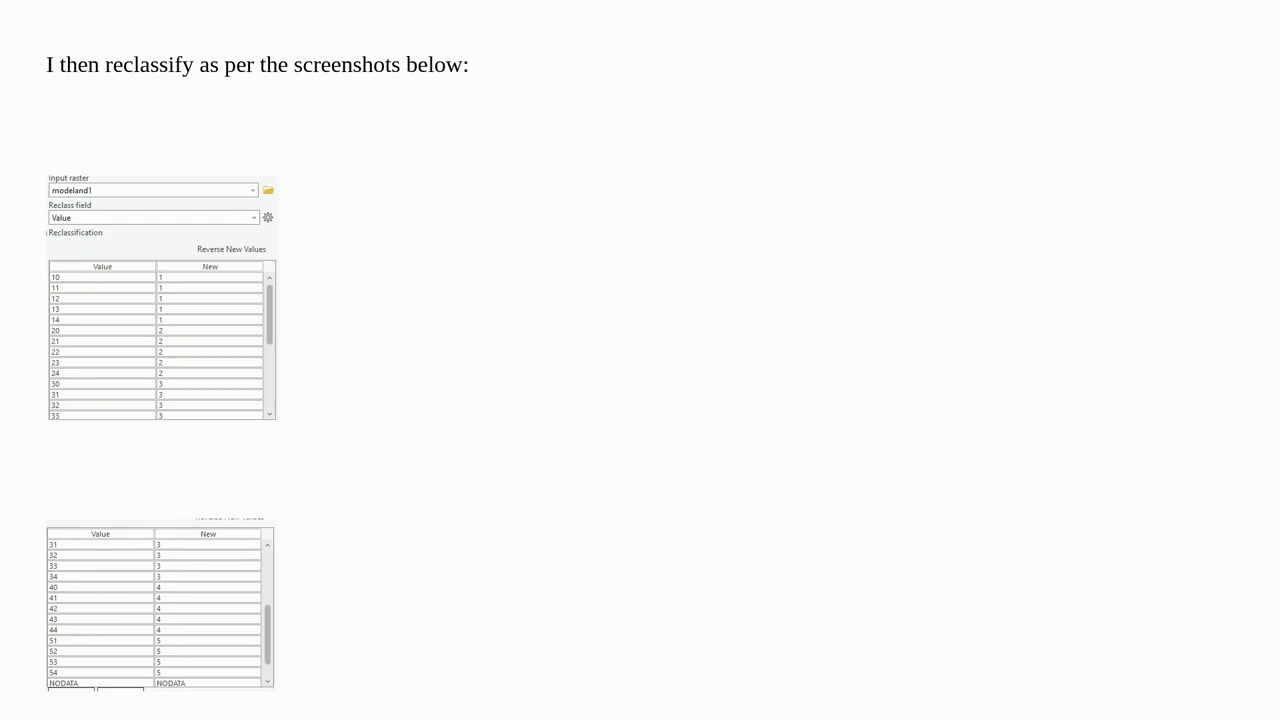 I then reclassify as per the screenshots below:
Input raster
modeland1
Reclass field
Value
Reclassification
Reverse New Values
Value New
10 1
11 1
12 1
13 1
14 1
20 2
21 2
22 2
23 2
24 2
30 3
31 3
32 3
33 3
Value New
31 3
32 3
33 3
34 3
40 4
41 4
42 4
43 4
44 4
51 5
52 5
53 5
54 5
NODATA NODATA